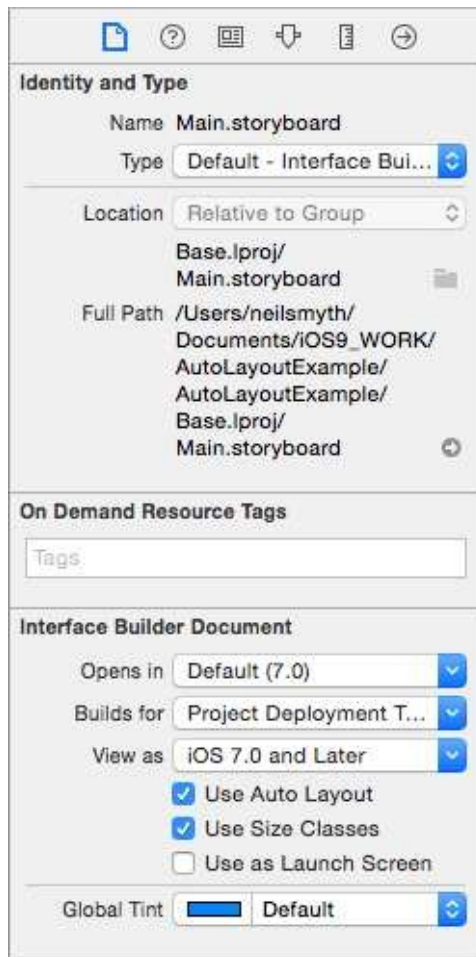 Identity and Type
Name Main.storyboard
Type Default - Interface Bui...
Location Relative to Group
Base.lproj/
Main.storyboard
Full Path /Users/neilsmyth/
Documents/iOS9_WORK/
AutoLayoutExample/
AutoLayoutExample/
Base.lproj/
Main.storyboard
On Demand Resource Tags
Tags
Interface Builder Document
Opens in Default (7.0)
Builds for Project Deployment T...
View as iOS 7.0 and Later
Use Auto Layout
Use Size Classes
Use as Launch Screen
Global Tint Default